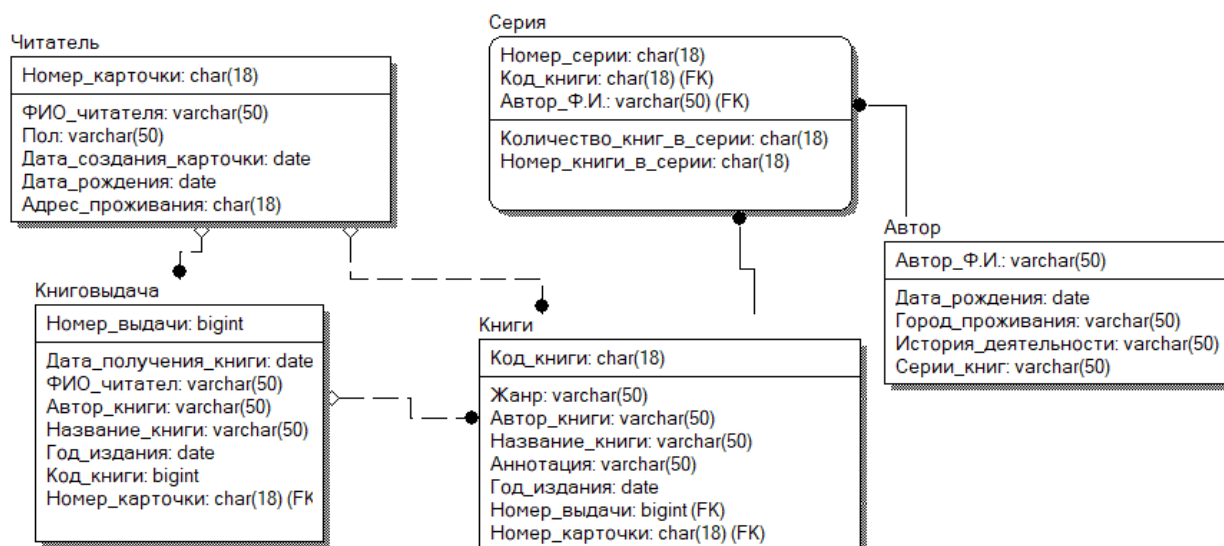 Читатель
Номер_карточки: char(18)
ФИО_читателя: varchar(50)
Пол: varchar(50)
Дата_создания_карточки: date
Дата_рождения: date
Адрес_проживания: char(18)
Серия
Номер_серии: char(18)
Код_книги: char(18) (FK)
Автор_Ф.И.: varchar(50) (FK)
Количество_книг_в_серии: char(18)
Номер_книги_в_серии: char(18)
Автор
Автор_Ф.И.: varchar(50)
Дата_рождения: date
Город_проживания: varchar(50)
История_деятельности: varchar(50)
Серии_книг: varchar(50)
Книговыдача
Номер_выдачи: bigint
Дата_получения_книги: date
ФИО_читател: varchar(50)
Автор_книги: varchar(50)
Название_книги: varchar(50)
Год_издания: date
Код_книги: bigint
Номер_карточки: char(18) (FK
Книги
Код_книги: char(18)
Жанр: varchar(50)
Автор_книги: varchar(50)
Название_книги: varchar(50)
Аннотация: varchar(50)
Год_издания: date
Номер_выдачи: bigint (FK)
Номер_карточки: char(18) (FK)